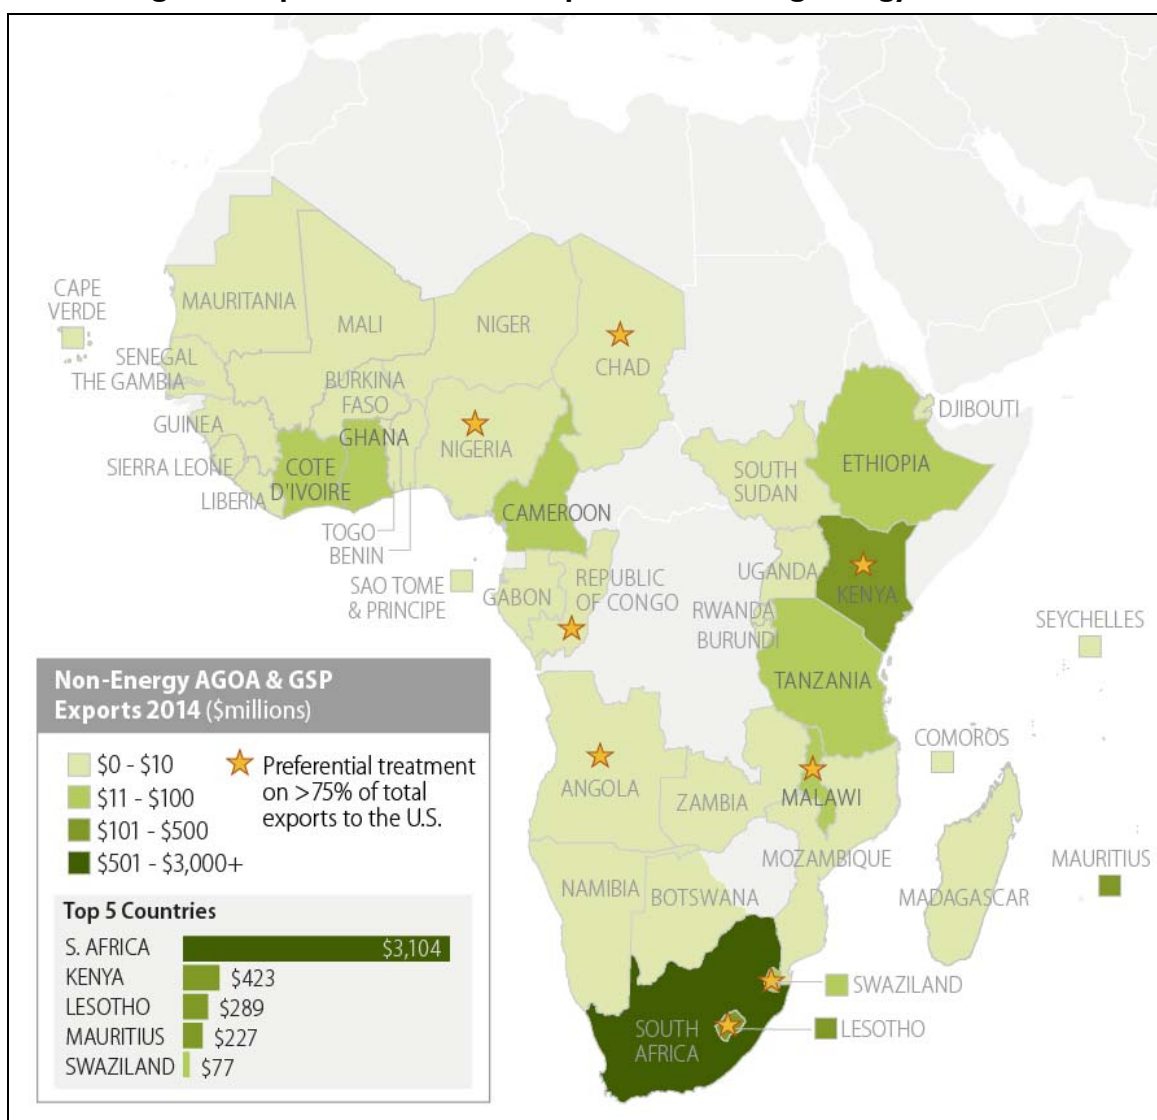 CAPE
VERDE
MAURITANIA
MALI
NIGER
CHAD
SENEGAL
THE GAMBIA
BURKINA
FASO
GUINEA
GHANA
NIGERIA
DJIBOUTI
SIERRA LEONE
COTE
D'IVOIRE
LIBERIA
SOUTH
SUDAN
ETHIOPIA
CAMEROON
TOGO
BENIN
SAO TOME
& PRINCIPE
GABON
REPUBLIC
OF CONGO
UGANDA
KENYA
RWANDA
BURUNDI
SEYCHELLES
TANZANIA
COMOROS
ANGOLA
ZAMBIA
MALAWI
MOZAMBIQUE
MAURITIUS
NAMIBIA
BOTSWANA
MADAGASCAR
SWAZILAND
SOUTH
AFRICA
LESOTHO
Non-Energy AGOA & GSP
Exports 2014 ($millions)
$0 - $10
$11 - $100
$101 - $500
$501 - $3,000+
Preferential treatment
on >75% of total
exports to the U.S.
Top 5 Countries
S. AFRICA $3,104
KENYA $423
LESOTHO $289
MAURITIUS $227
SWAZILAND $77